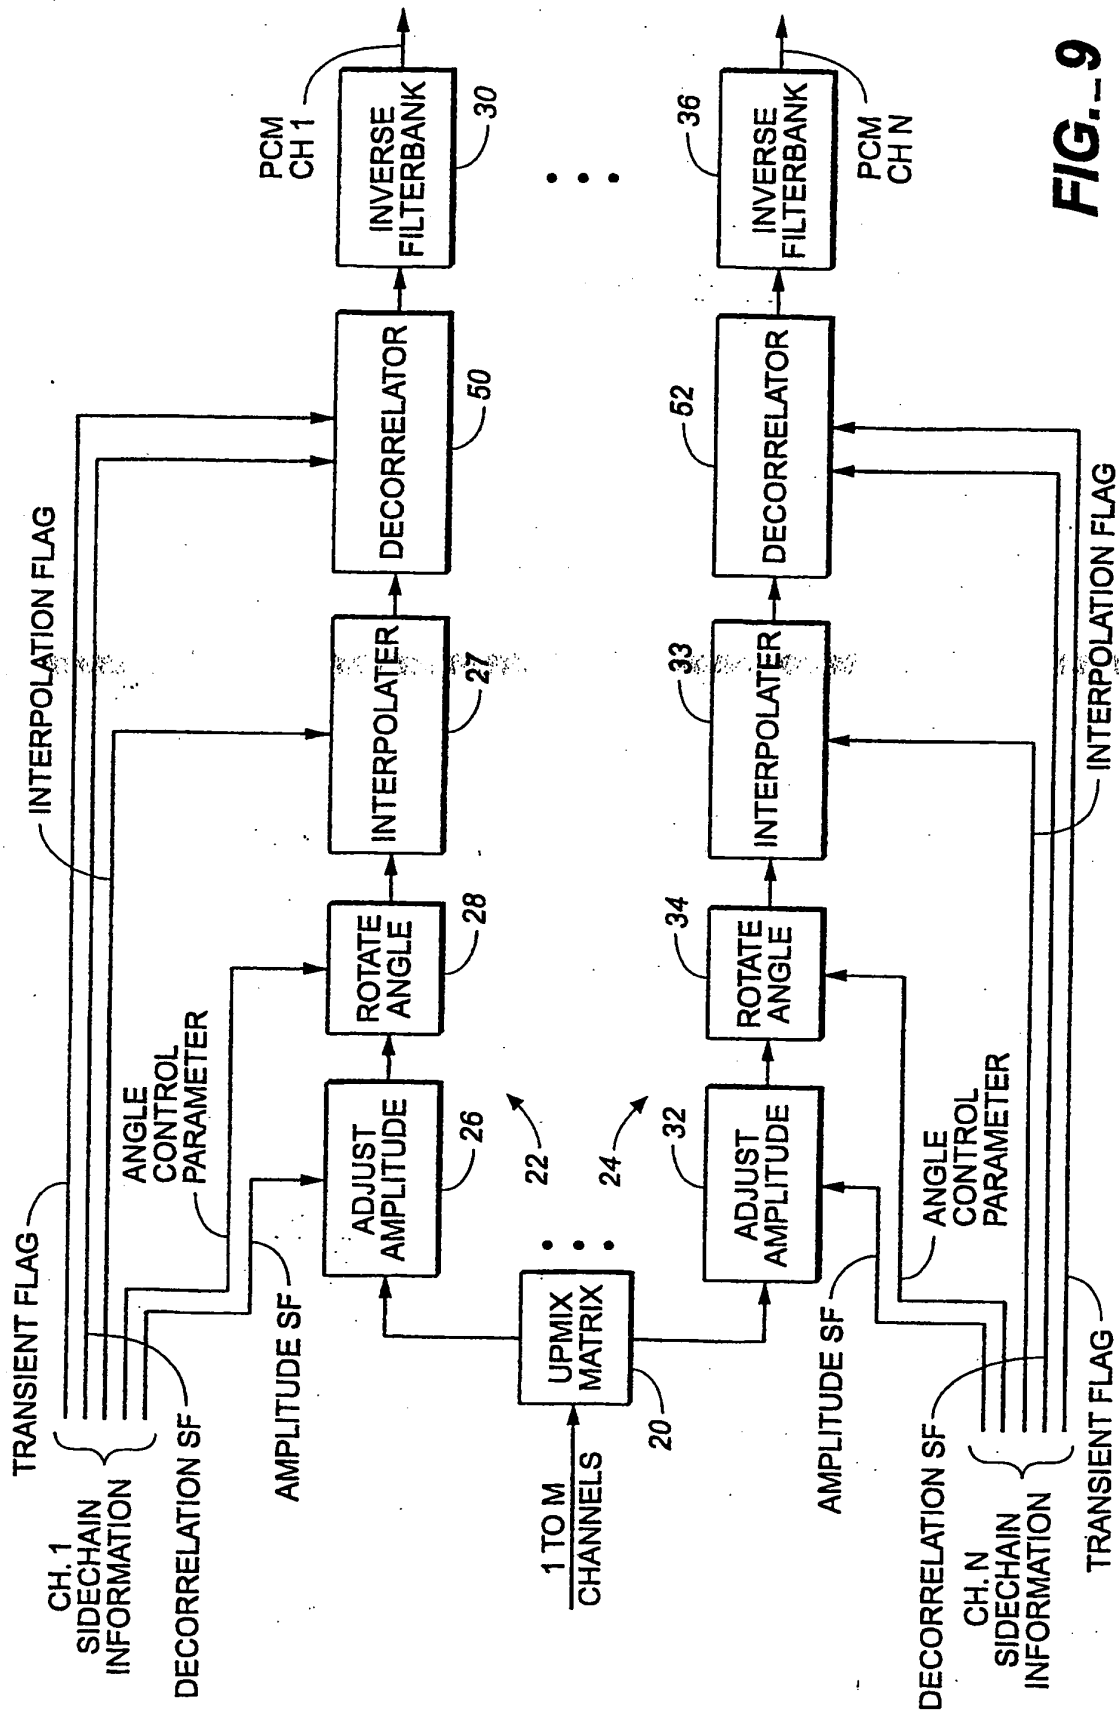 CH. 1
SIDECHAIN
INFORMATION
TRANSIENT FLAG
DECORRELATION SF
INTERPOLATION FLAG
ANGLE
CONTROL
PARAMETER
AMPLITUDE SF
ADJUST
AMPLITUDE
26
ROTATE
ANGLE
28
INTERPOLATER
27
DECORRELATOR
50
INVERSE
FILTERBANK
30
PCM
CH 1
1 TO M
CHANNELS
UPMIX
MATRIX
20
22
24
ADJUST
AMPLITUDE
32
ROTATE
ANGLE
34
INTERPOLATER
33
DECORRELATOR
52
INVERSE
FILTERBANK
36
PCM
CH N
AMPLITUDE SF
ANGLE
CONTROL
PARAMETER
DECORRELATION SF
CH. N
SIDECHAIN
INFORMATION
TRANSIENT FLAG
INTERPOLATION FLAG
FIG._9